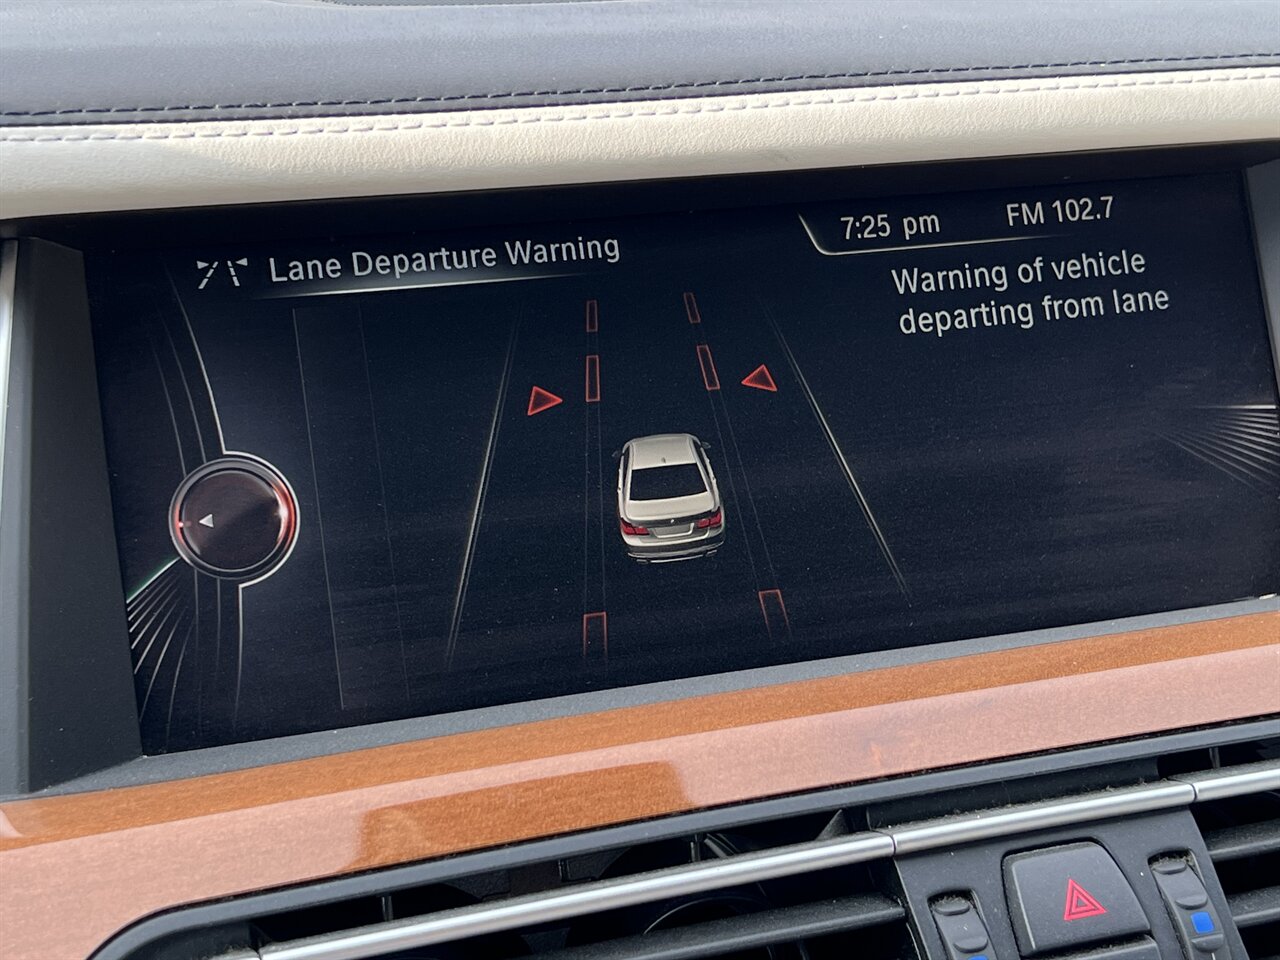 Lane Departure Warning
7:25 pm
FM 102.7
Warning of vehicle
departing from lane